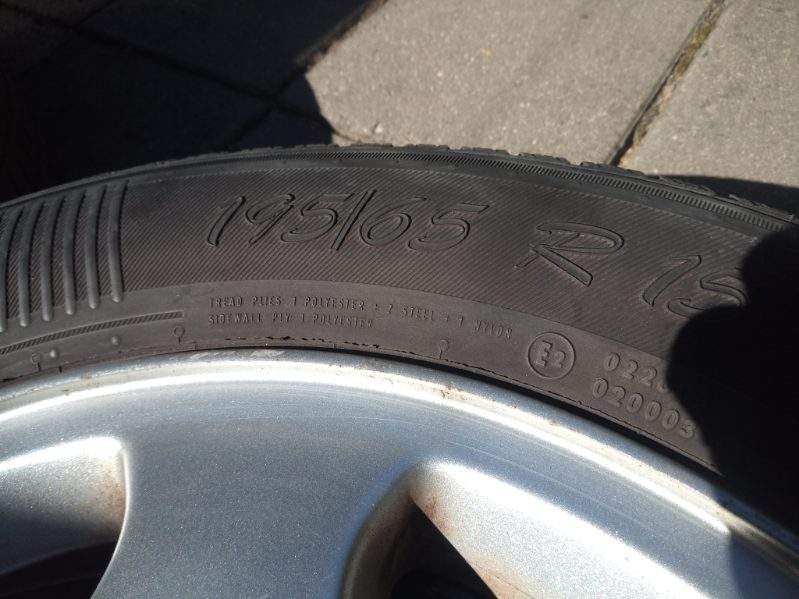 195/65 R 15
TREAD PLIES 1 POLYESTER + 2 STEEL + 1 NYLON
SIDEWALL PLY 1 POLYESTER
E2
020003